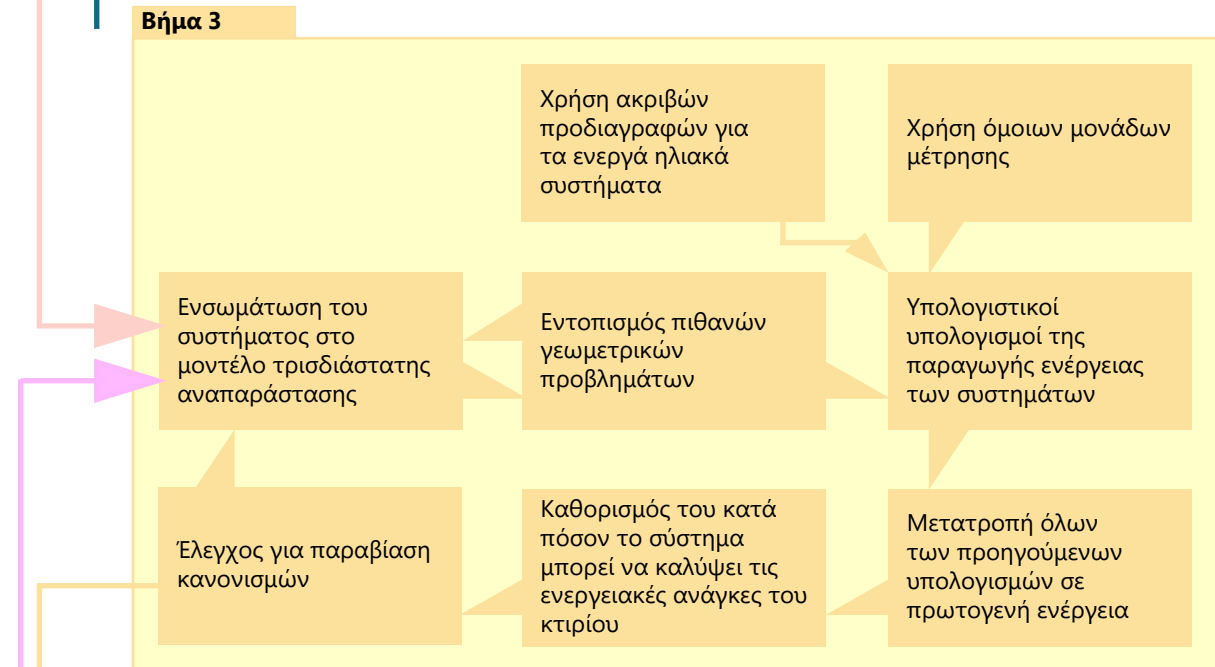 Βήμα 3
Χρήση ακριβών
προδιαγραφών για
τα ενεργά ηλιακά
συστήματα
Χρήση όμοιων μονάδων
μέτρησης
Ενσωμάτωση του
συστήματος στο
μοντέλο τρισδιάστατης
αναπαράστασης
Εντοπισμός πιθανών
γεωμετρικών
προβλημάτων
Υπολογιστικοί
υπολογισμοί της
παραγωγής ενέργειας
των συστημάτων
Έλεγχος για παραβίαση
κανονισμών
Καθορισμός του κατά
πόσον το σύστημα
μπορεί να καλύψει τις
ενεργειακές ανάγκες του
κτιρίου
Μετατροπή όλων
των προηγούμενων
υπολογισμών σε
πρωτογενή ενέργεια